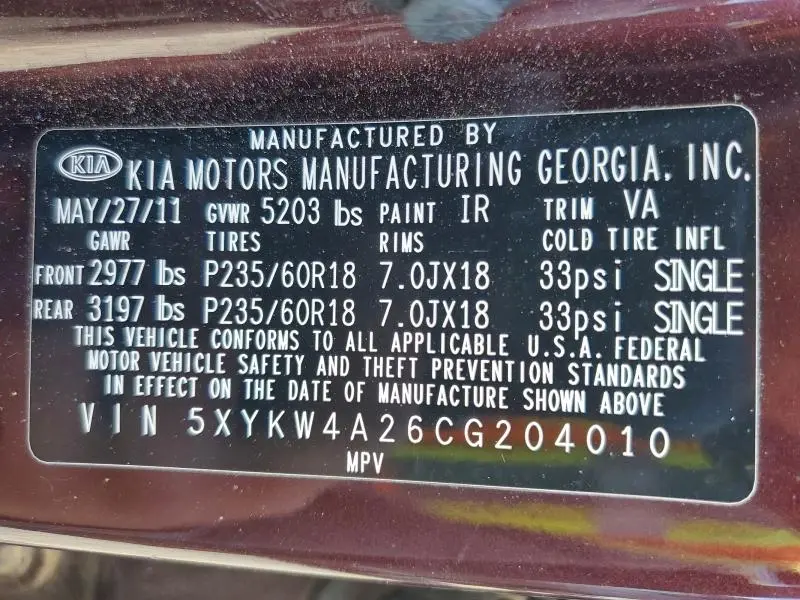 MANUFACTURED BY
KIA KIA MOTORS MANUFACTURING GEORGIA, INC.
MAY/27/11 GVWR 5203 lbs PAINT IR TRIM VA
GAWR TIRES RIMS COLD TIRE INFL
FRONT 2977 lbs P235/60R18 7.0JX18 33psi SINGLE
REAR 3197 lbs P235/60R18 7.0JX18 33psi SINGLE
THIS VEHICLE CONFORMS TO ALL APPLICABLE U.S.A. FEDERAL
MOTOR VEHICLE SAFETY AND THEFT PREVENTION STANDARDS
IN EFFECT ON THE DATE OF MANUFACTURE SHOWN ABOVE
VIN 5XYKW4A26CG204010
MPV